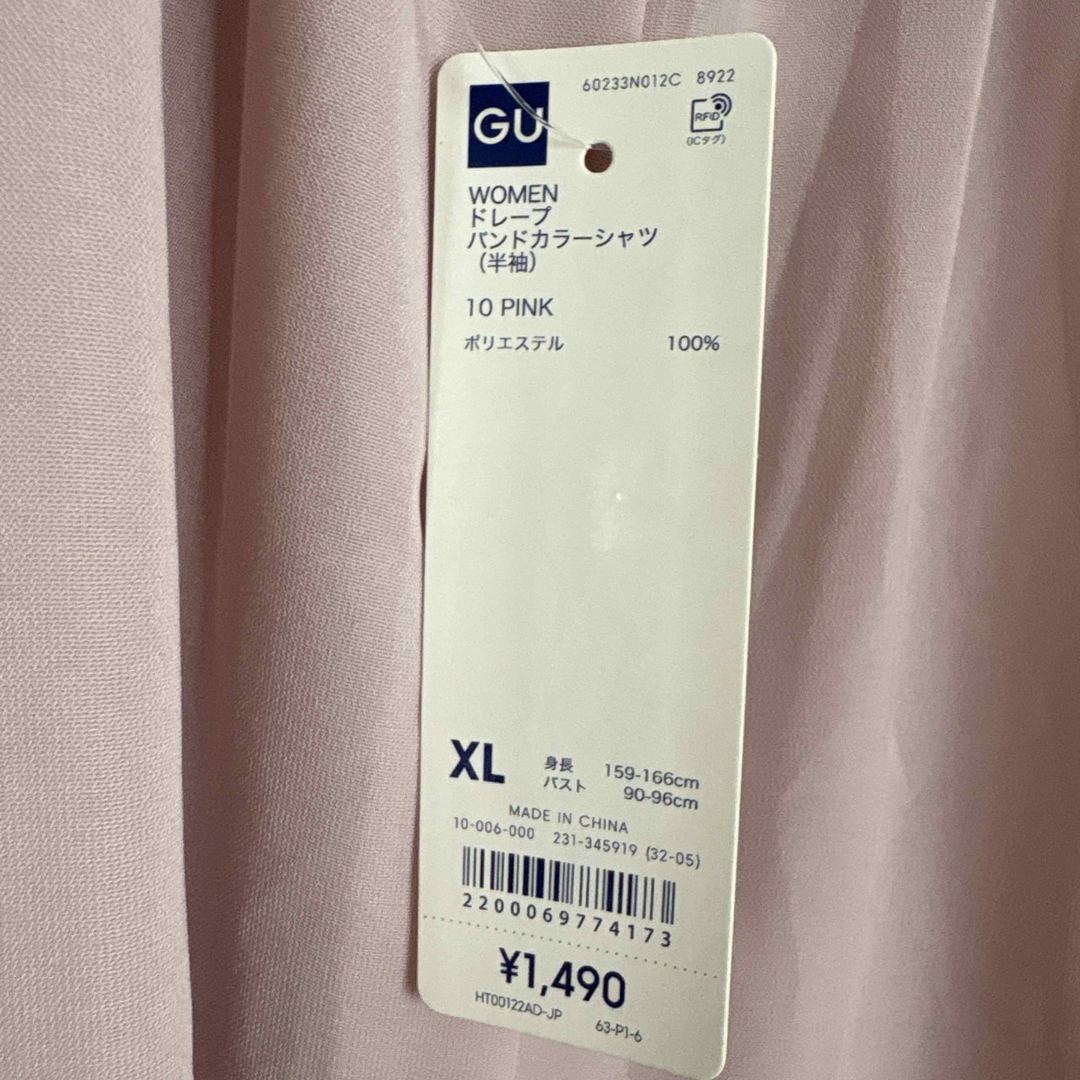 60233N012C 8922
GU
RFID
(ICタグ)
WOMEN
ドレープ
バンドカラーシャツ
（半袖）
10 PINK
ポリエステル 100%
XL 身長 159-166cm
バスト 90-96cm
MADE IN CHINA
10-006-000 231-345919 (32-05)
2200069774173
¥1,490
HT00122AD-JP 63-P1-6